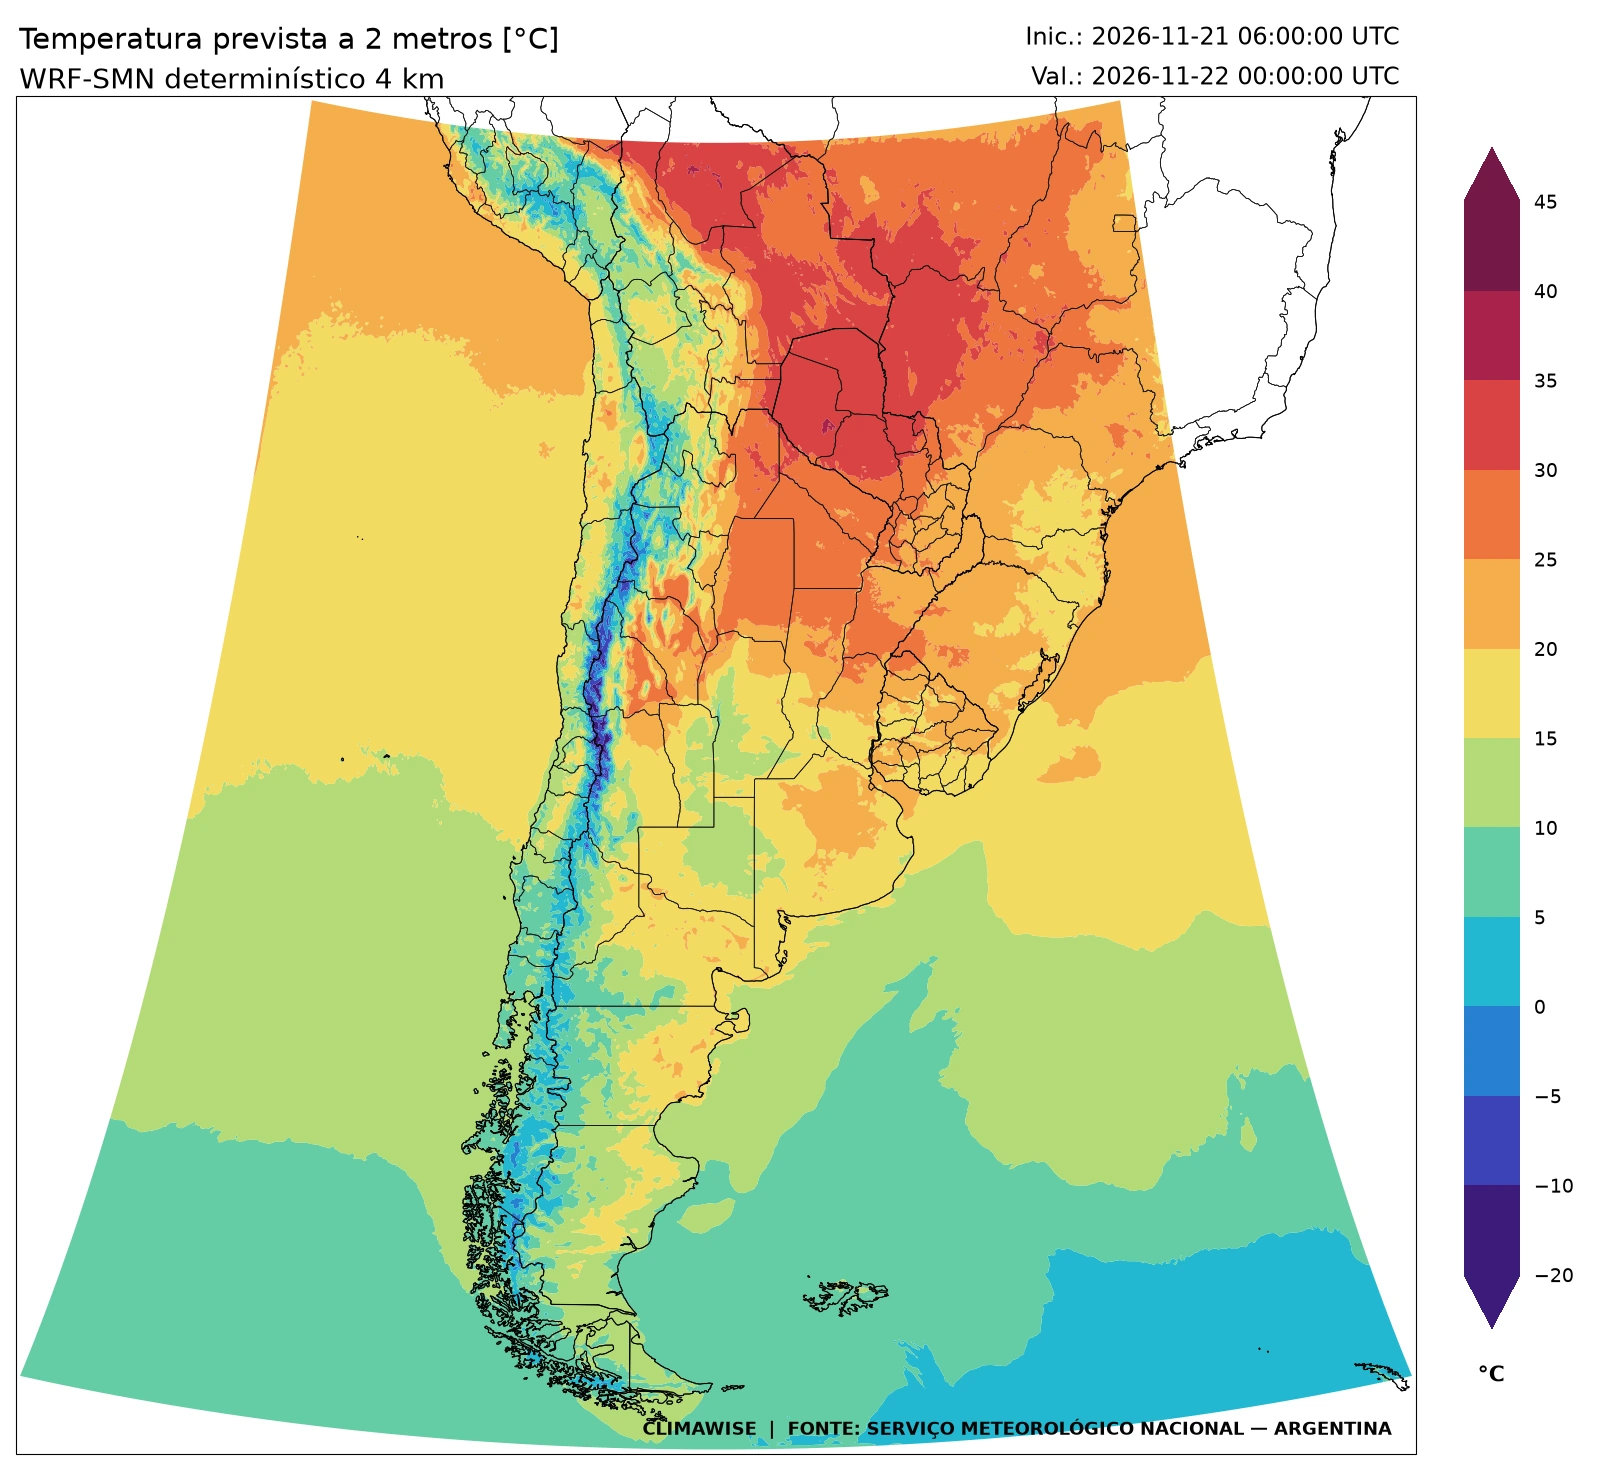 Temperatura prevista a 2 metros [°C]
WRF-SMN determinístico 4 km
Inic.: 2026-11-21 06:00:00 UTC
Val.: 2026-11-22 00:00:00 UTC
45
40
35
30
25
20
15
10
5
0
−5
−10
−20
°C
CLIMAWISE | FONTE: SERVIÇO METEOROLÓGICO NACIONAL — ARGENTINA